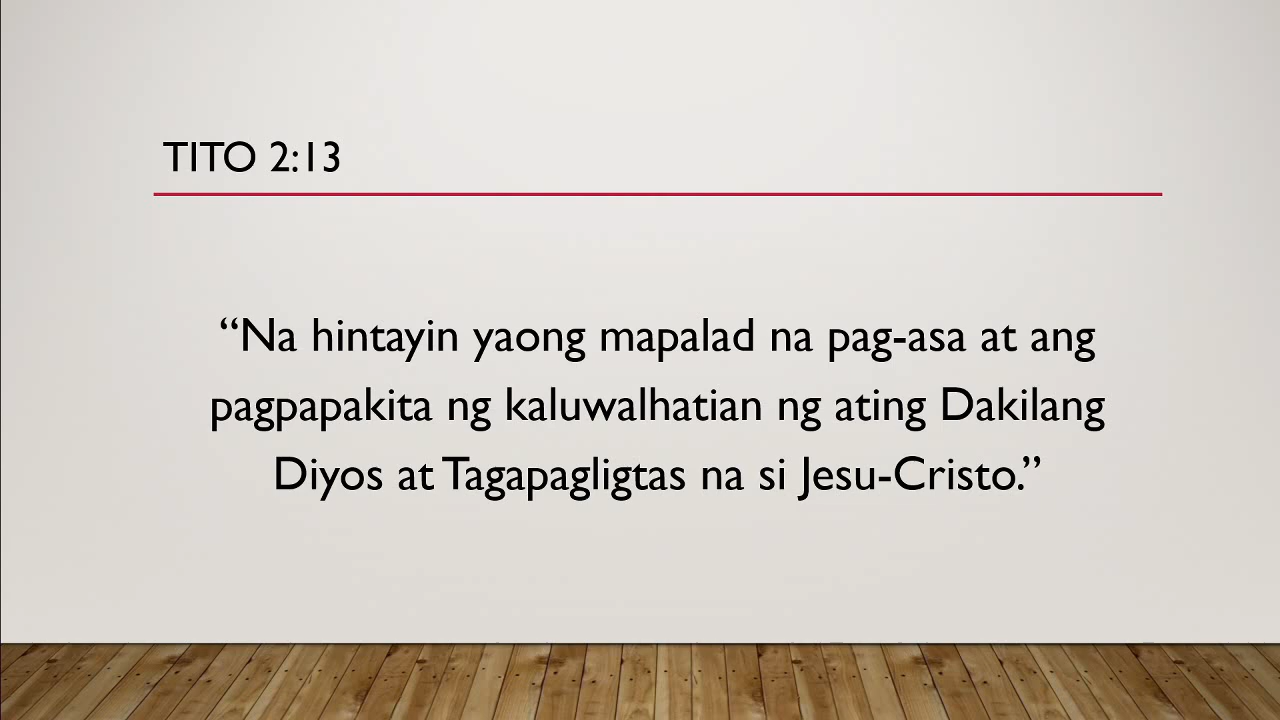 TITO 2:13
“Na hintayin yaong mapalad na pag-asa at ang
pagpapakita ng kaluwalhatian ng ating Dakilang
Diyos at Tagapagligtas na si Jesu-Cristo.”